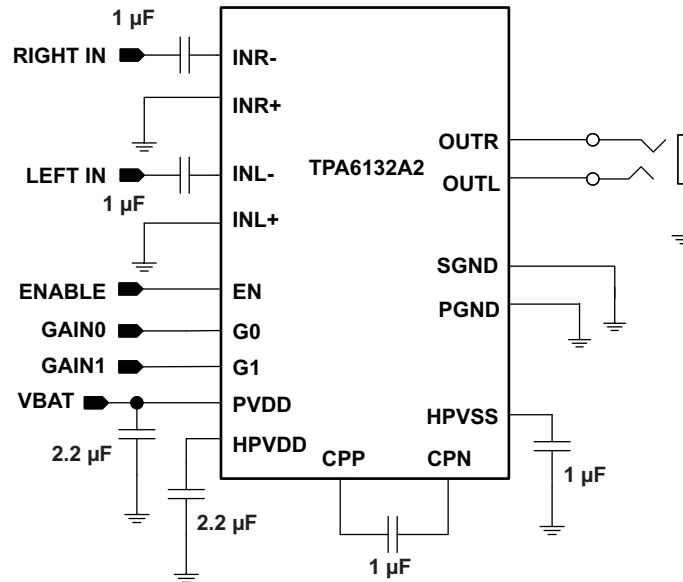 1 µF
RIGHT IN
INR-
INR+
OUTR
LEFT IN
INL-
TPA6132A2
OUTL
1 µF
INL+
SGND
ENABLE
EN
PGND
GAIN0
G0
GAIN1
G1
VBAT
PVDD
HPVSS
2.2 µF
HPVDD
CPP
CPN
1 µF
2.2 µF
1 µF